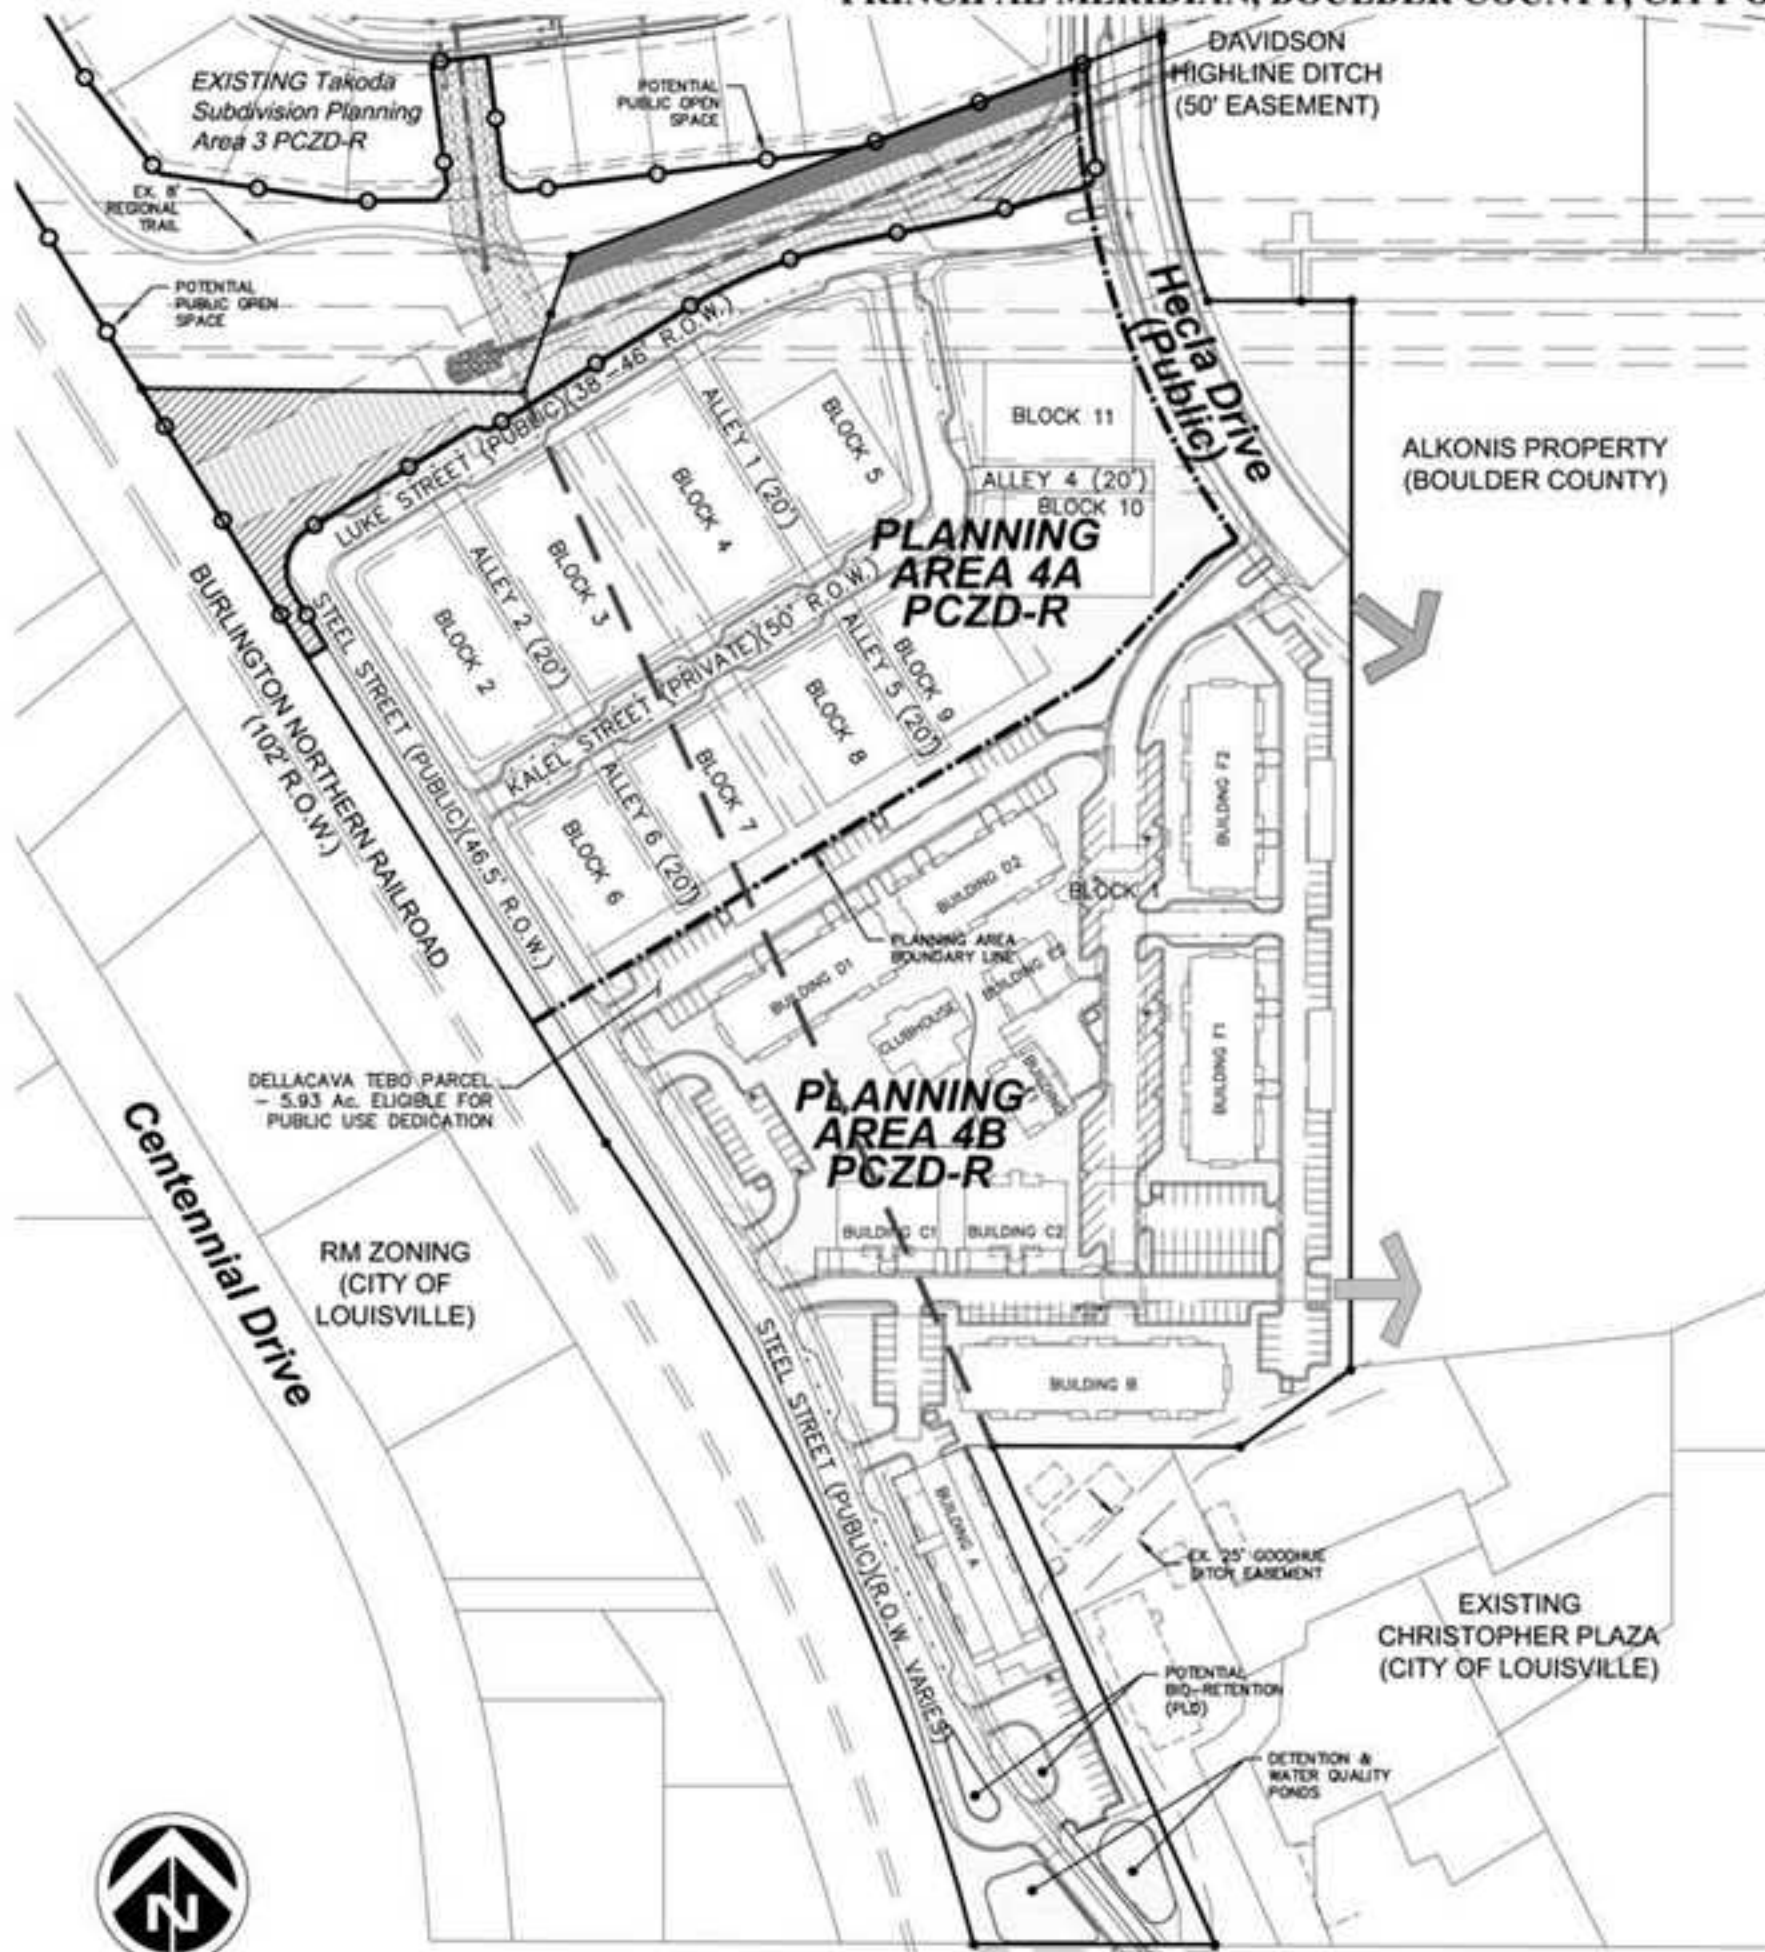 PRINCIPAL MERIDIAN, BOULDER COUNTY, CITY O
DAVIDSON
HIGHLINE DITCH
(50' EASEMENT)
EXISTING Takoda
Subdivision Planning
Area 3 PCZD-R
POTENTIAL
PUBLIC OPEN
SPACE
EX. 8'
REGIONAL
TRAIL
POTENTIAL
PUBLIC OPEN
SPACE
Hecla Drive
(Public)
LUKE STREET (PUBLIC)(38'-46' R.O.W.)
ALLEY 1 (20')
BLOCK 5
BLOCK 11
ALLEY 4 (20')
BLOCK 10
ALKONIS PROPERTY
(BOULDER COUNTY)
BLOCK 4
BLOCK 3
ALLEY 2 (20')
BLOCK 2
PLANNING
AREA 4A
PCZD-R
KALEL STREET (PRIVATE)(50' R.O.W.)
STEEL STREET (PUBLIC)(46.5' R.O.W.)
BURLINGTON NORTHERN RAILROAD
(102' R.O.W.)
BLOCK 9
ALLEY 5 (20')
BLOCK 8
BLOCK 7
ALLEY 6 (20')
BLOCK 6
BUILDING F2
BUILDING D2
BLOCK 1
PLANNING AREA
BOUNDARY LINE
BUILDING D1
BUILDING E2
CLUBHOUSE
BUILDING
BUILDING F1
DELLACAVA TEBO PARCEL
- 5.93 Ac. ELIGIBLE FOR
PUBLIC USE DEDICATION
PLANNING
AREA 4B
PCZD-R
Centennial Drive
BUILDING C1
BUILDING C2
RM ZONING
(CITY OF
LOUISVILLE)
STEEL STREET (PUBLIC)(R.O.W. VARIES)
BUILDING B
BUILDING A
EX. 25' GOODHUE
DITCH EASEMENT
EXISTING
CHRISTOPHER PLAZA
(CITY OF LOUISVILLE)
POTENTIAL
BIO-RETENTION
(PLD)
DETENTION &
WATER QUALITY
PONDS
N